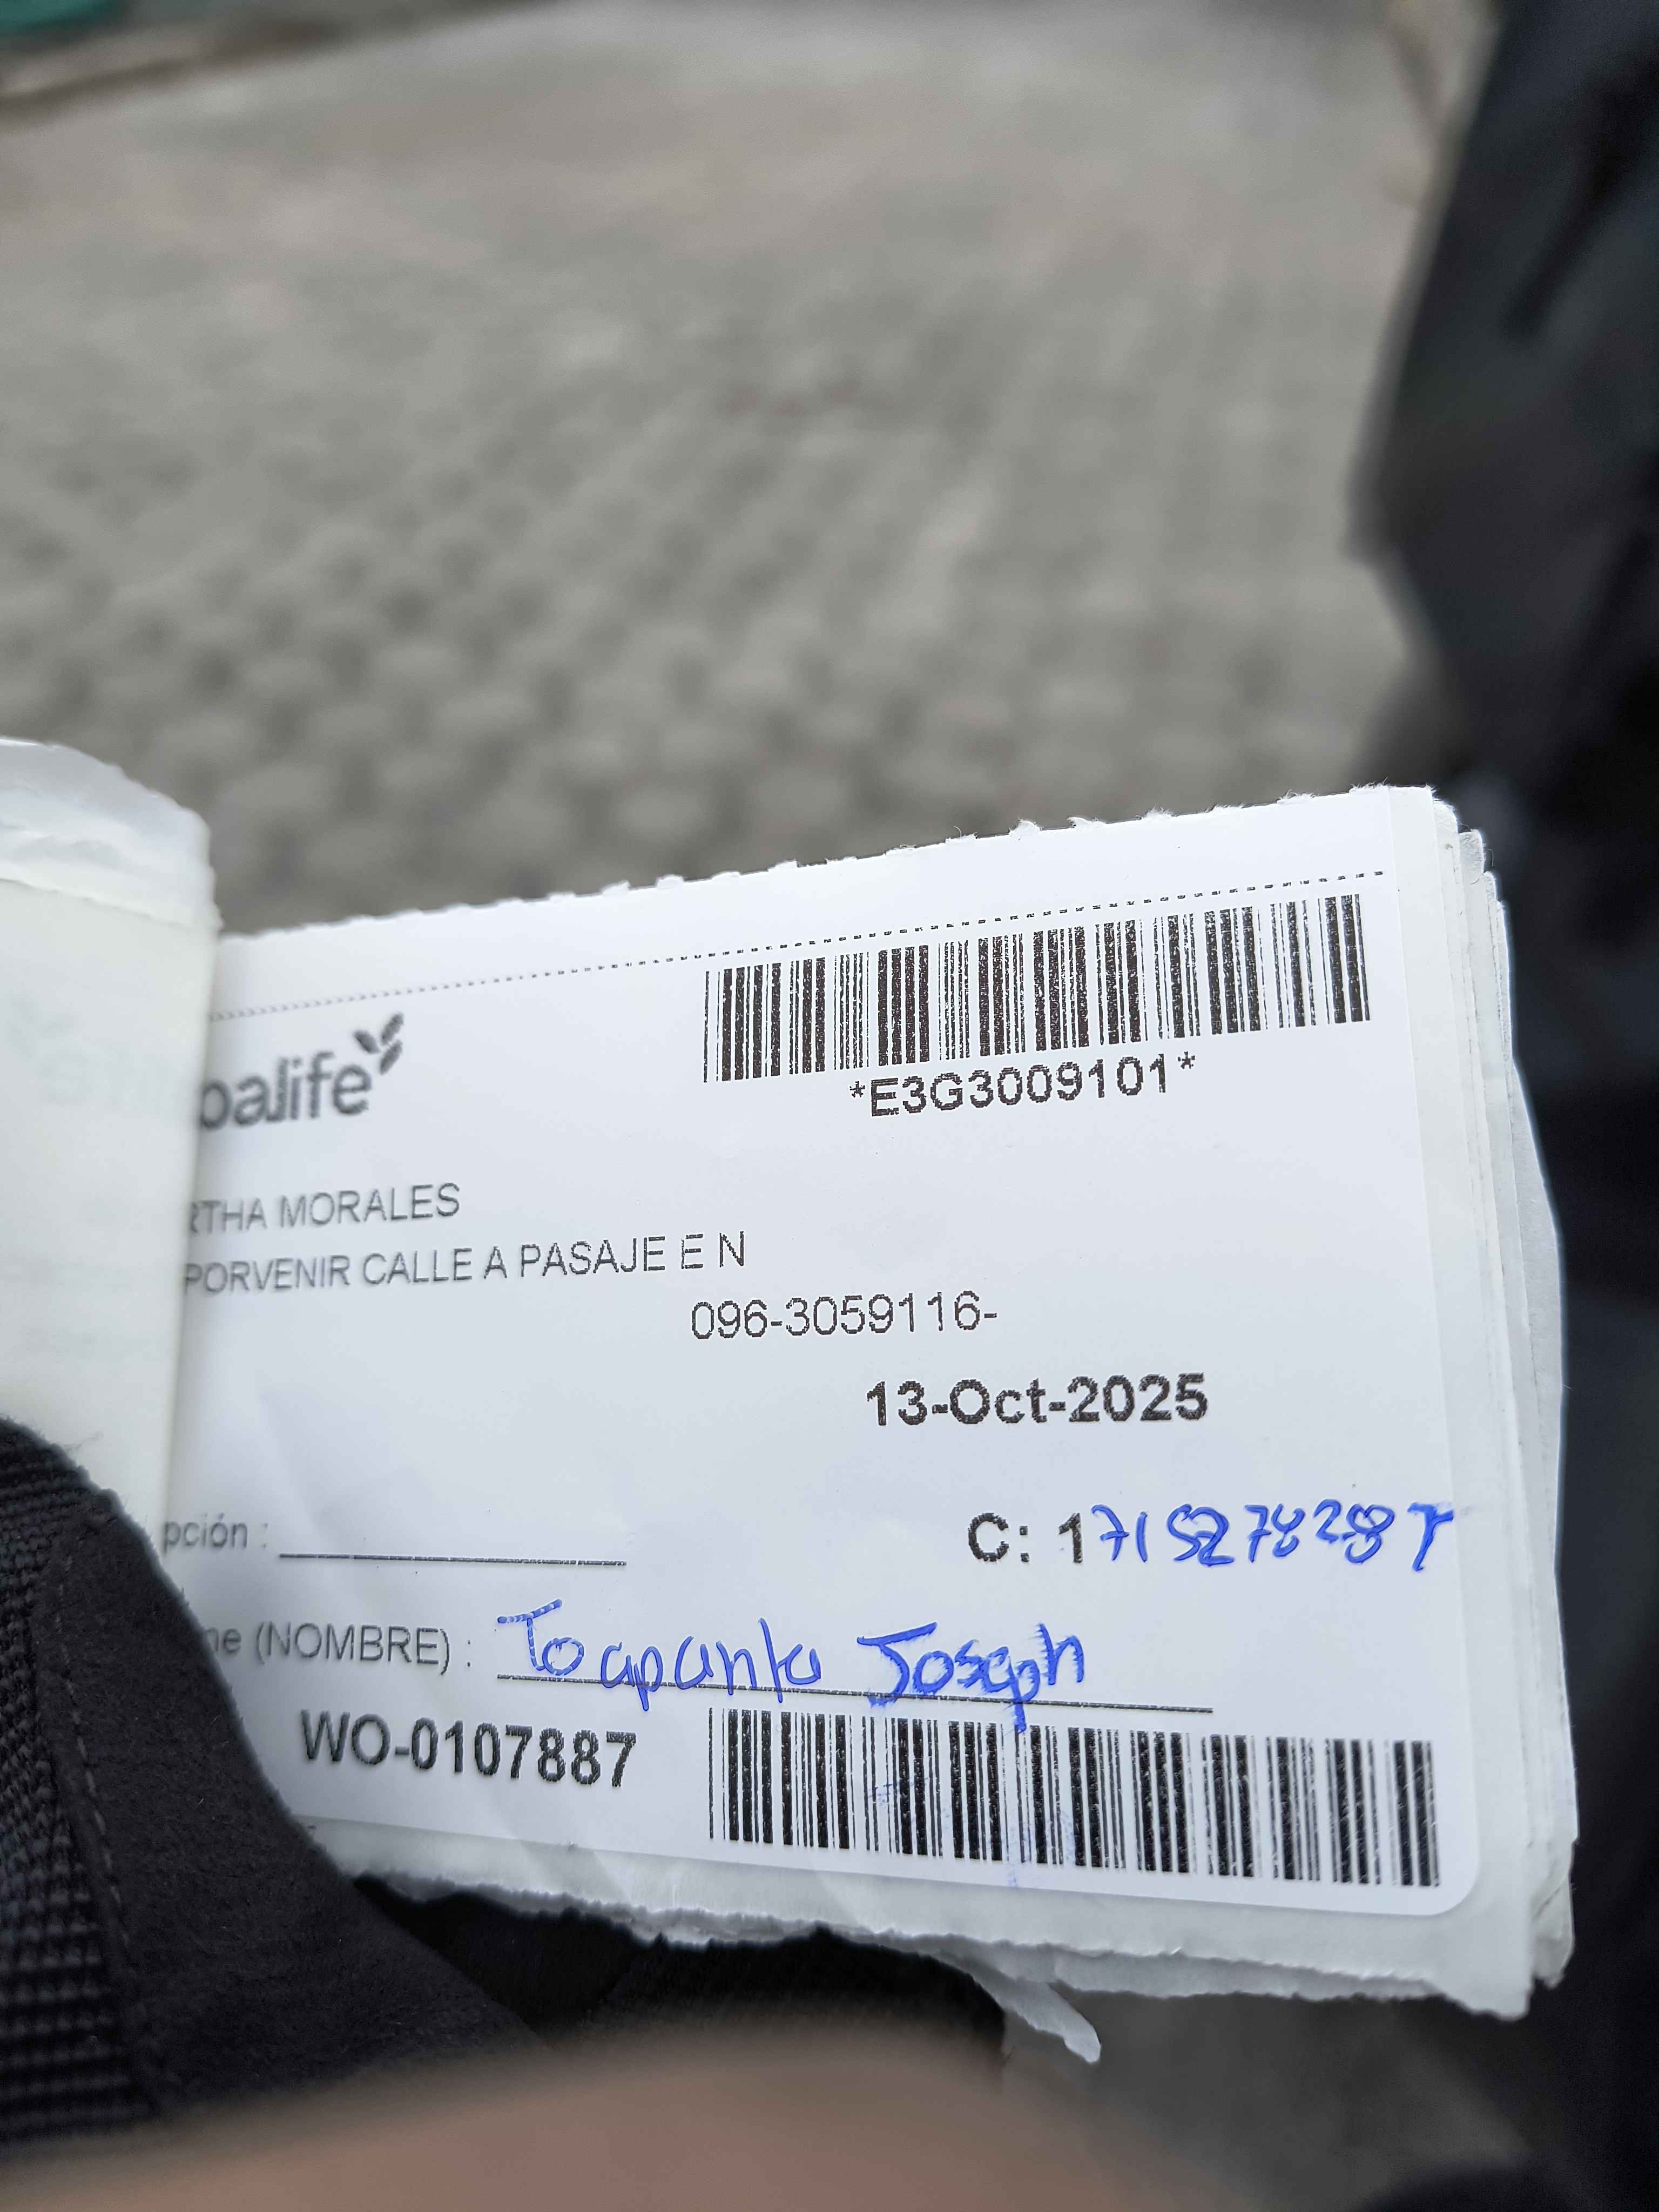 balife
*E3G3009101*
RTHA MORALES
PORVENIR CALLE A PASAJE E N
096-3059116-
13-Oct-2025
pción :
C: 1
ne (NOMBRE) : Toapanta Joseph
WO-0107887